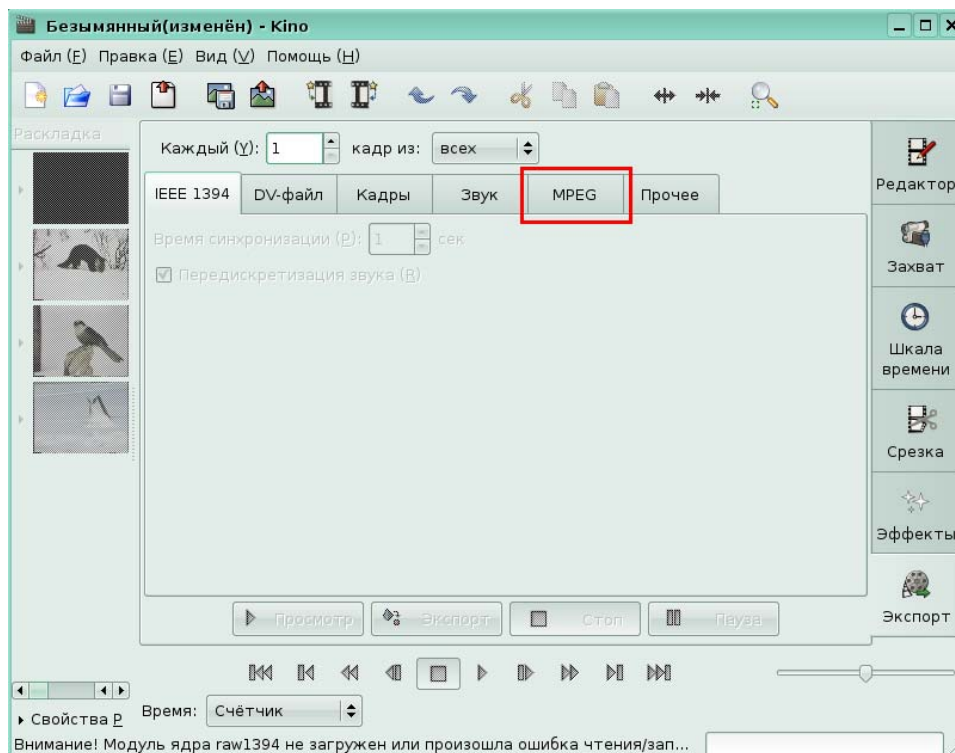 Безымянный(изменён) - Kino
Файл (F) Правка (E) Вид (V) Помощь (H)
Раскладка
Каждый (Y): 1 кадр из: всех
IEEE 1394 DV-файл Кадры Звук MPEG Прочее
Время синхронизации (P): 1 сек
Передискретизация звука (R)
Редактор
Захват
Шкала
времени
Срезка
Эффекты
Экспорт
Просмотр Экспорт Стоп Пауза
Свойства P
Время: Счётчик
Внимание! Модуль ядра raw1394 не загружен или произошла ошибка чтения/зап...